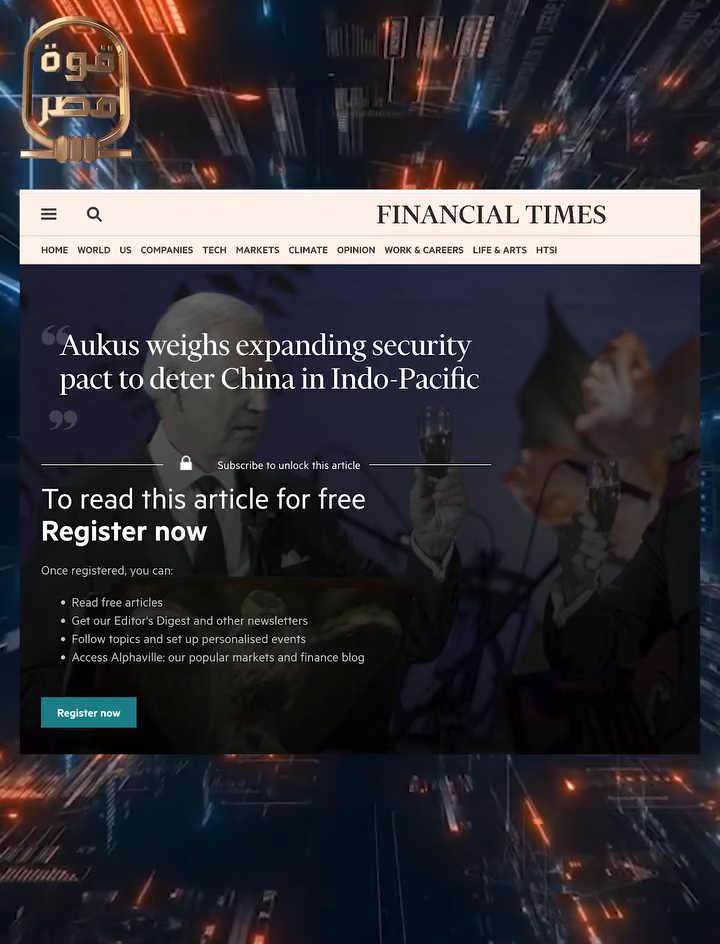 قوة
مصر
FINANCIAL TIMES
HOME WORLD US COMPANIES TECH MARKETS CLIMATE OPINION WORK & CAREERS LIFE & ARTS HTSI
“Aukus weighs expanding security
pact to deter China in Indo-Pacific
”
Subscribe to unlock this article
To read this article for free
Register now
Once registered, you can:
• Read free articles
• Get our Editor's Digest and other newsletters
• Follow topics and set up personalised events
• Access Alphaville: our popular markets and finance blog
Register now